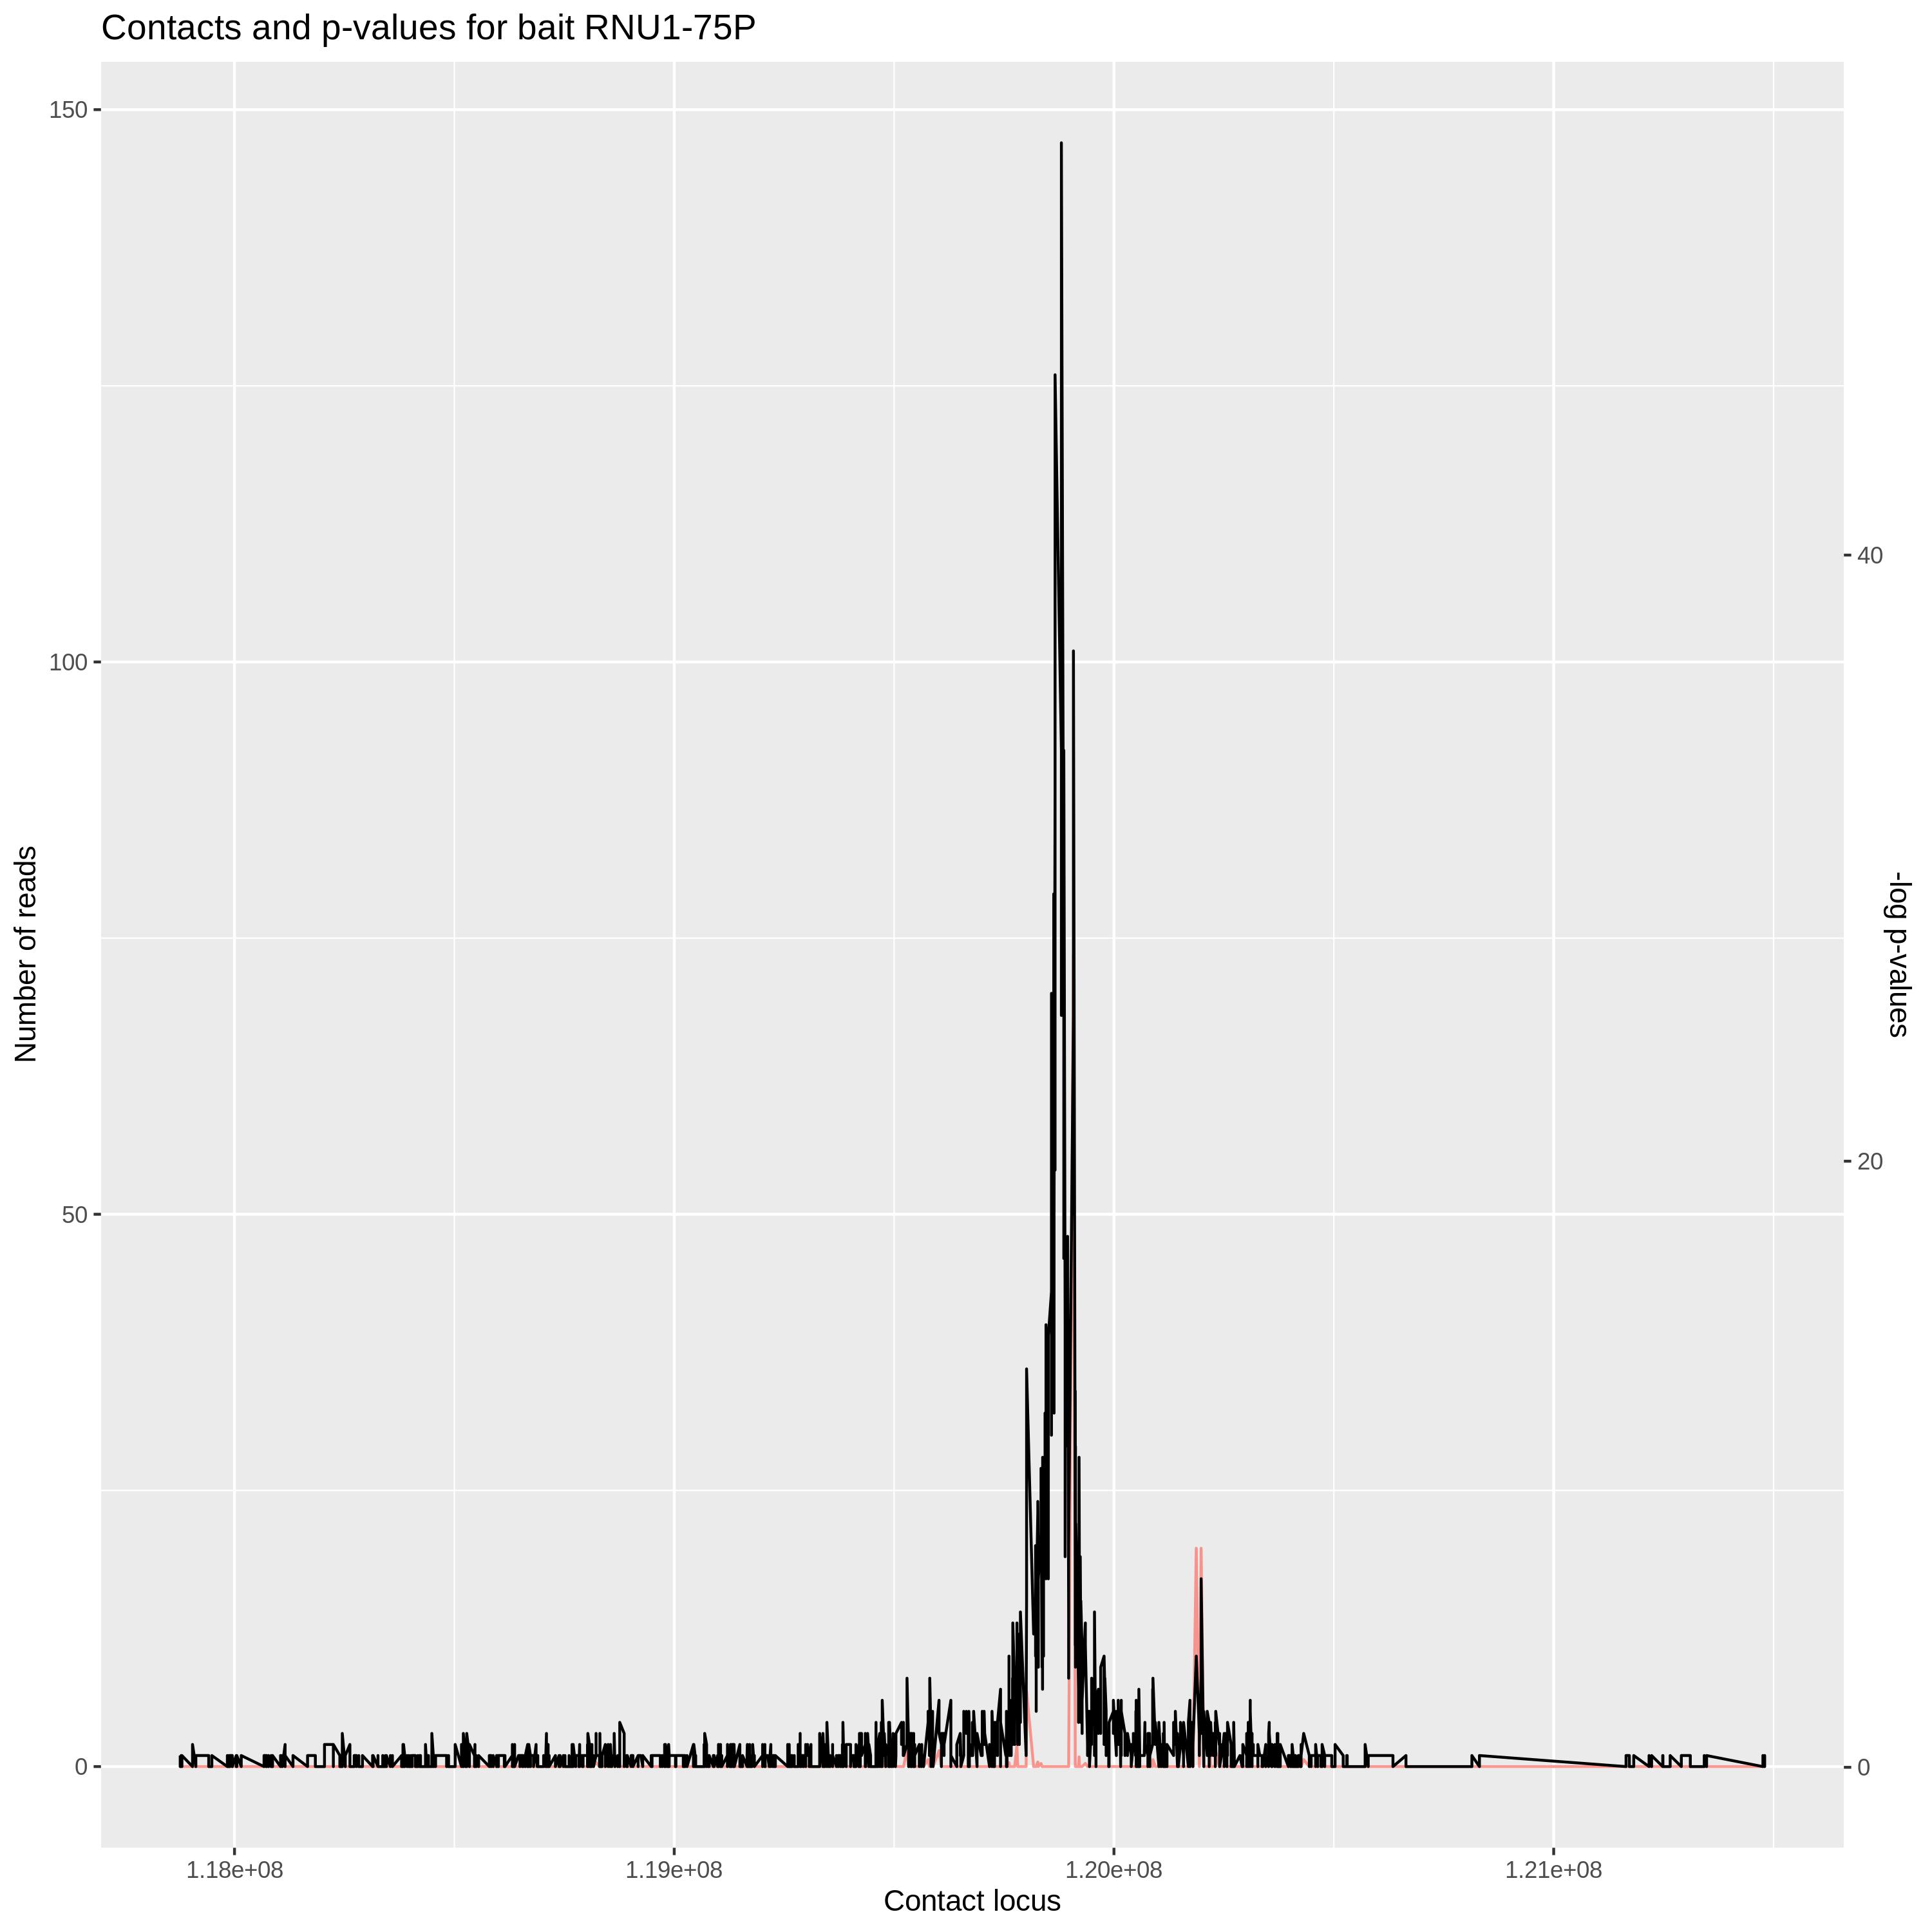 Contacts and p-values for bait RNU1-75P
150
100
50
0
Number of reads
40
20
0
-log p-values
1.18e+08 1.19e+08 1.20e+08 1.21e+08
Contact locus